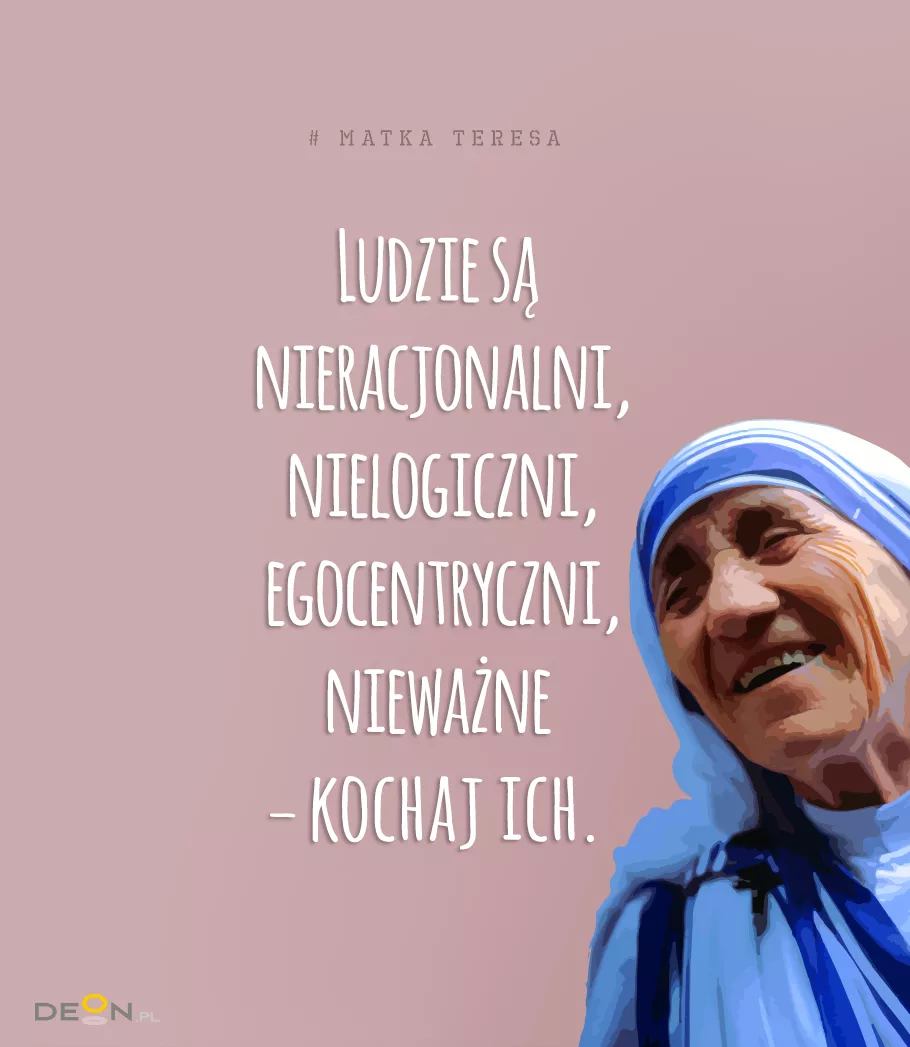 # MATKA TERESA
LUDZIE SĄ
NIERACJONALNI,
NIELOGICZNI,
EGOCENTRYCZNI,
NIEWAŻNE
– KOCHAJ ICH.
DEON.PL